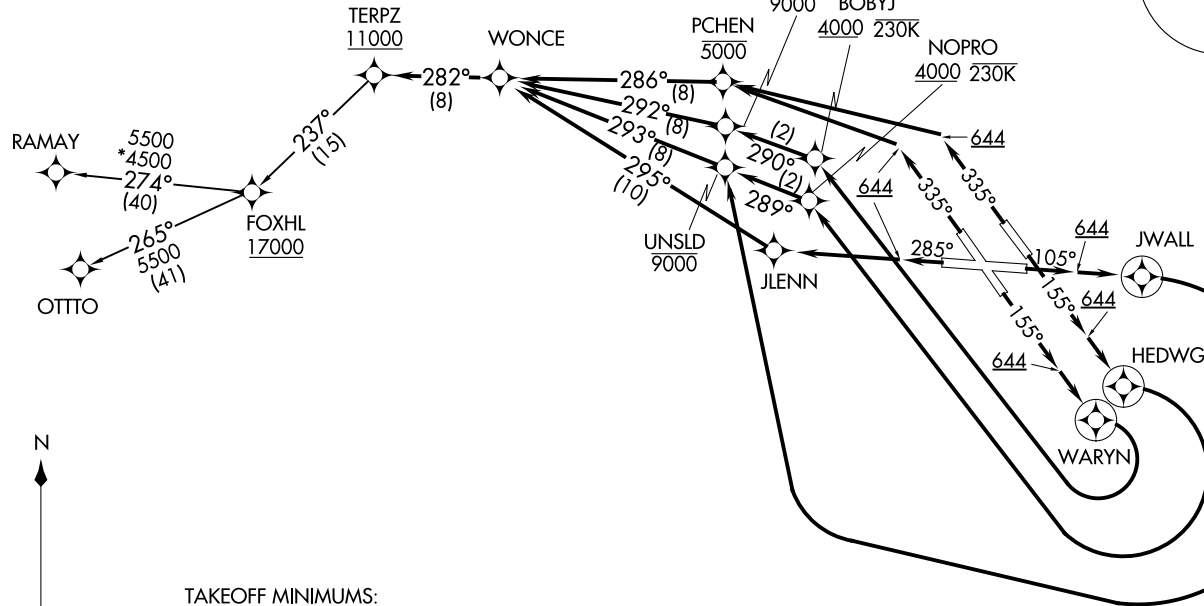 9000
BOBYJ
4000 230K
TERPZ
11000
WONCE
PCHEN
5000
NOPRO
4000 230K
282°
(8)
286°
(8)
292°
(8)
293°
(8)
295°
(10)
(2)
290°
(2)
289°
644
644
335°
335°
RAMAY
5500
*4500
274°
(40)
237°
(15)
FOXHL
17000
265°
5500
(41)
OTTTO
UNSLD
9000
JLENN
285°
105°
644
JWALL
155°
644
155°
644
HEDWG
WARYN
N
TAKEOFF MINIMUMS: